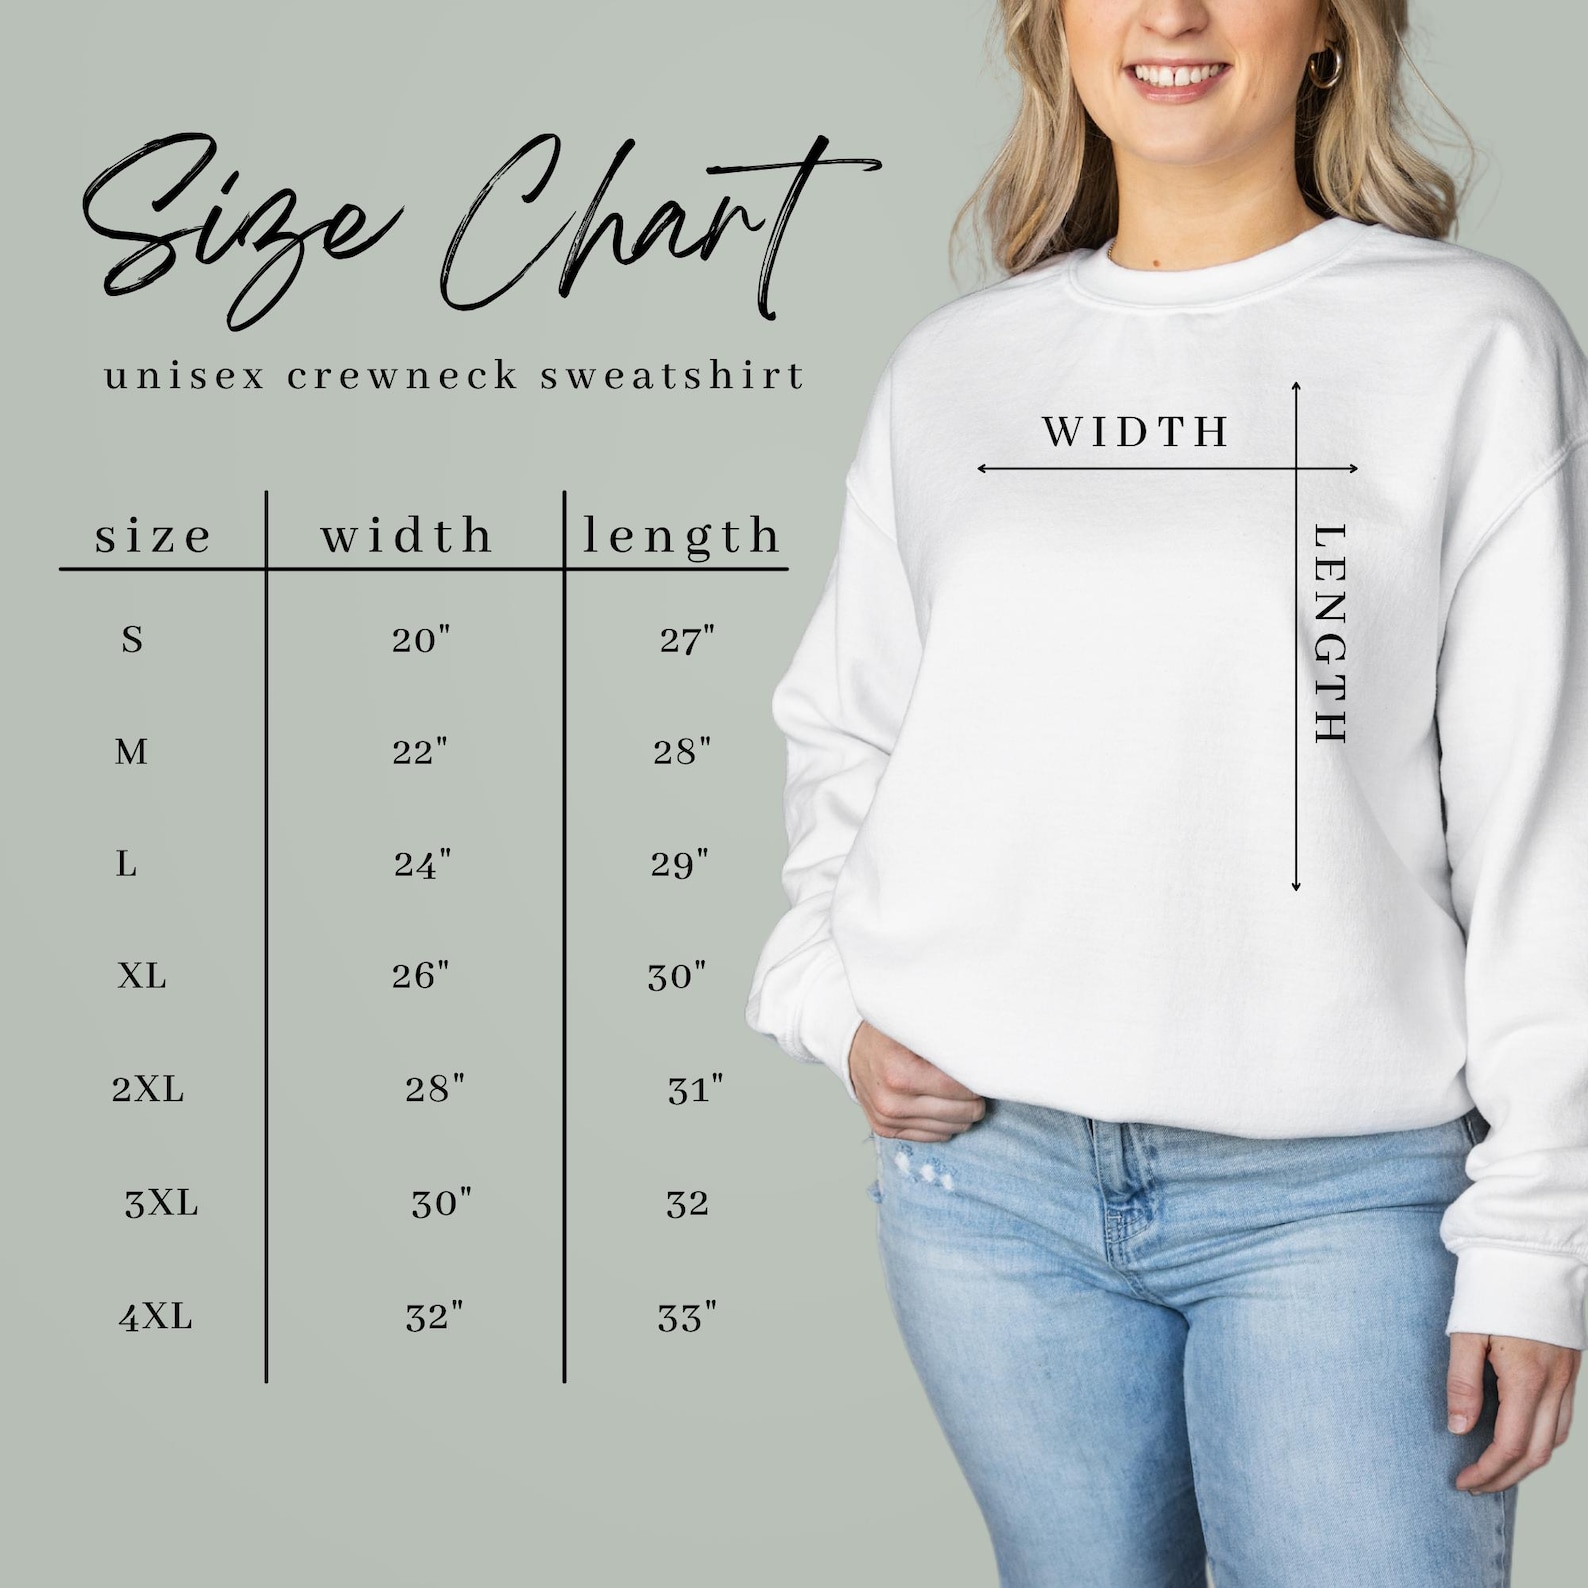 Size Chart
unisex crewneck sweatshirt
size width length
S 20" 27"
M 22" 28"
L 24" 29"
XL 26" 30"
2XL 28" 31"
3XL 30" 32
4XL 32" 33"
WIDTH
LENGTH